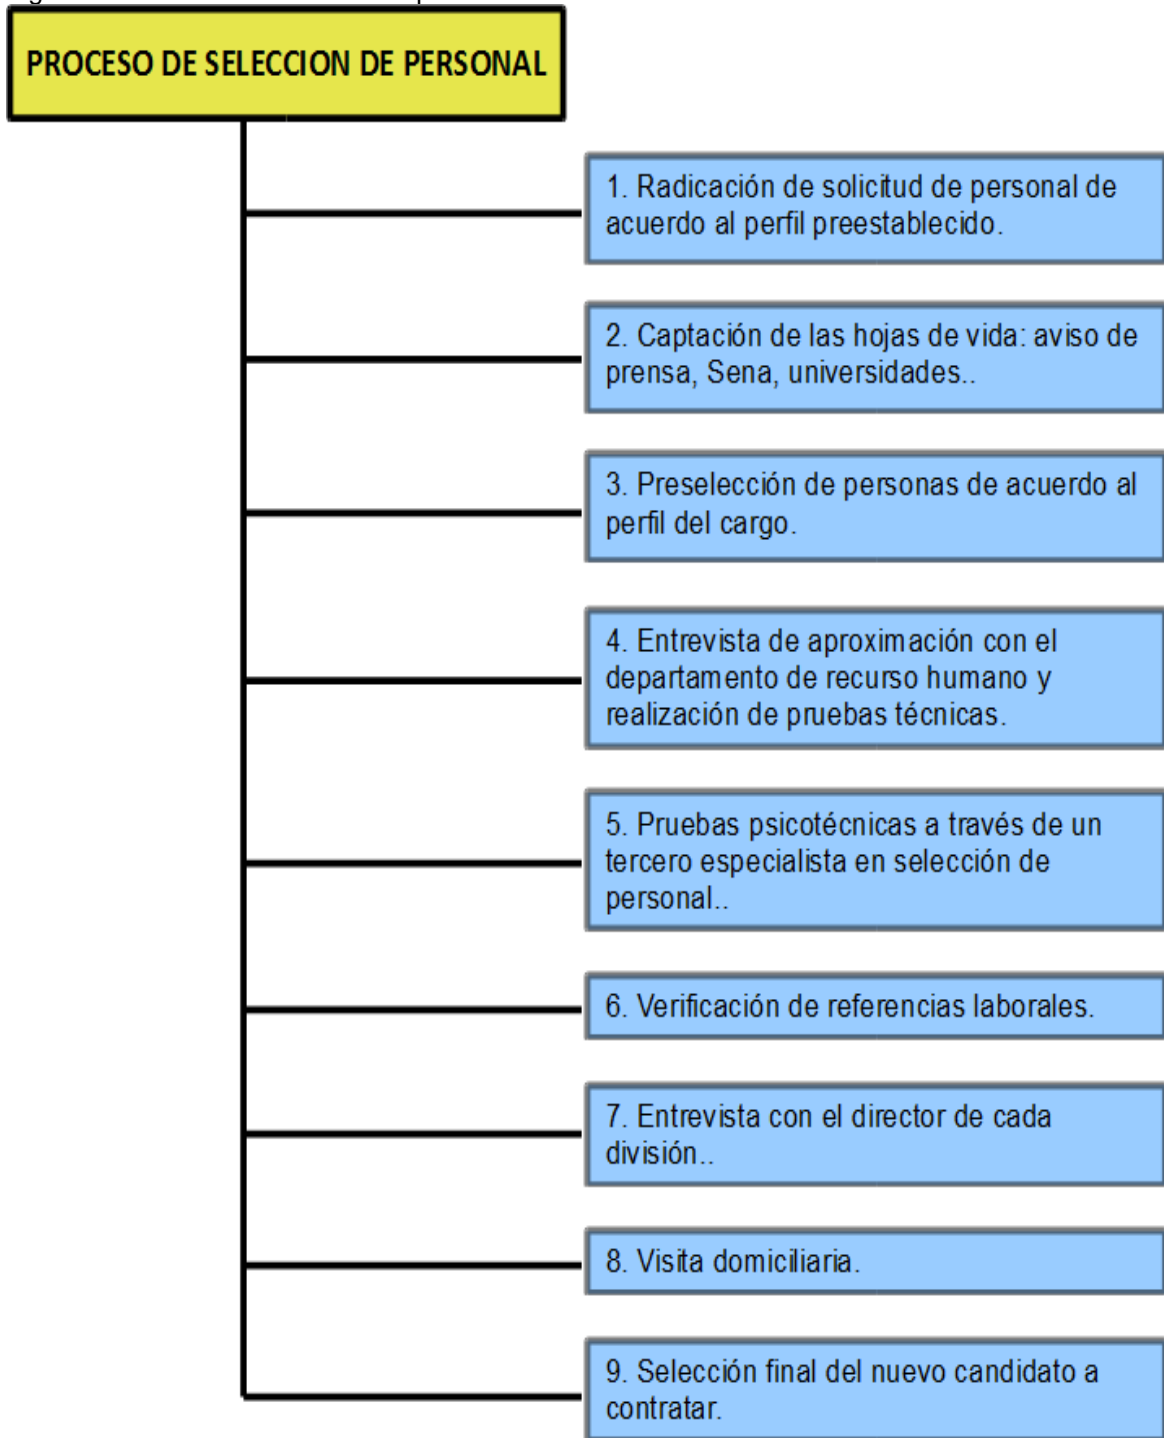 PROCESO DE SELECCION DE PERSONAL
1. Radicación de solicitud de personal de
acuerdo al perfil preestablecido.
2. Captación de las hojas de vida: aviso de
prensa, Sena, universidades..
3. Preselección de personas de acuerdo al
perfil del cargo.
4. Entrevista de aproximación con el
departamento de recurso humano y
realización de pruebas técnicas.
5. Pruebas psicotécnicas a través de un
tercero especialista en selección de
personal..
6. Verificación de referencias laborales.
7. Entrevista con el director de cada
división..
8. Visita domiciliaria.
9. Selección final del nuevo candidato a
contratar.